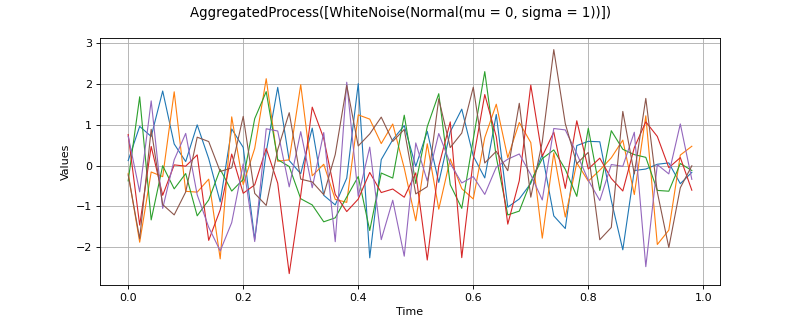 AggregatedProcess([WhiteNoise(Normal(mu = 0, sigma = 1))])
3
2
1
0
−1
−2
Values
0.0 0.2 0.4 0.6 0.8 1.0
Time